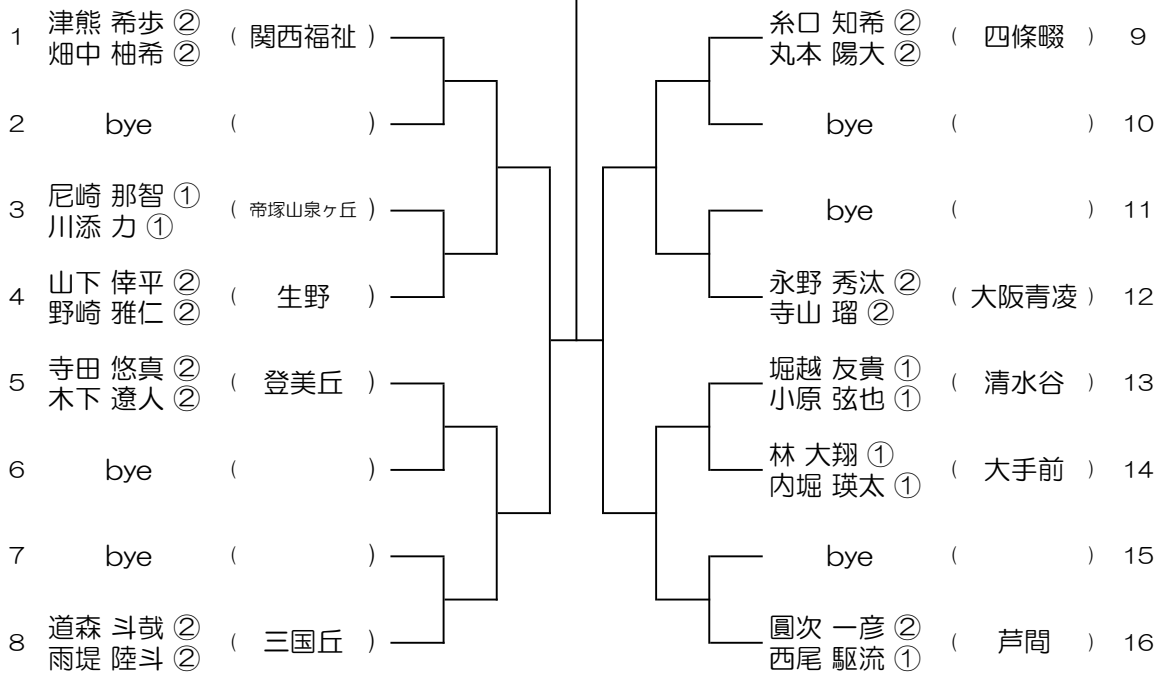 1 津熊 希歩 ② ( 関西福祉 )
畑中 柚希 ②
2 bye ( )
3 尼崎 那智 ① ( 帝塚山泉ヶ丘 )
川添 力 ①
4 山下 倖平 ② ( 生野 )
野崎 雅仁 ②
5 寺田 悠真 ② ( 登美丘 )
木下 遼人 ②
6 bye ( )
7 bye ( )
8 道森 斗哉 ② ( 三国丘 )
雨堤 陸斗 ②
糸口 知希 ② ( 四條畷 ) 9
丸本 陽大 ②
bye ( ) 10
bye ( ) 11
永野 秀汰 ② ( 大阪青凌 ) 12
寺山 瑠 ②
堀越 友貴 ① ( 清水谷 ) 13
小原 弦也 ①
林 大翔 ① ( 大手前 ) 14
内堀 瑛太 ①
bye ( ) 15
圓次 一彦 ② ( 芦間 ) 16
西尾 駆流 ①